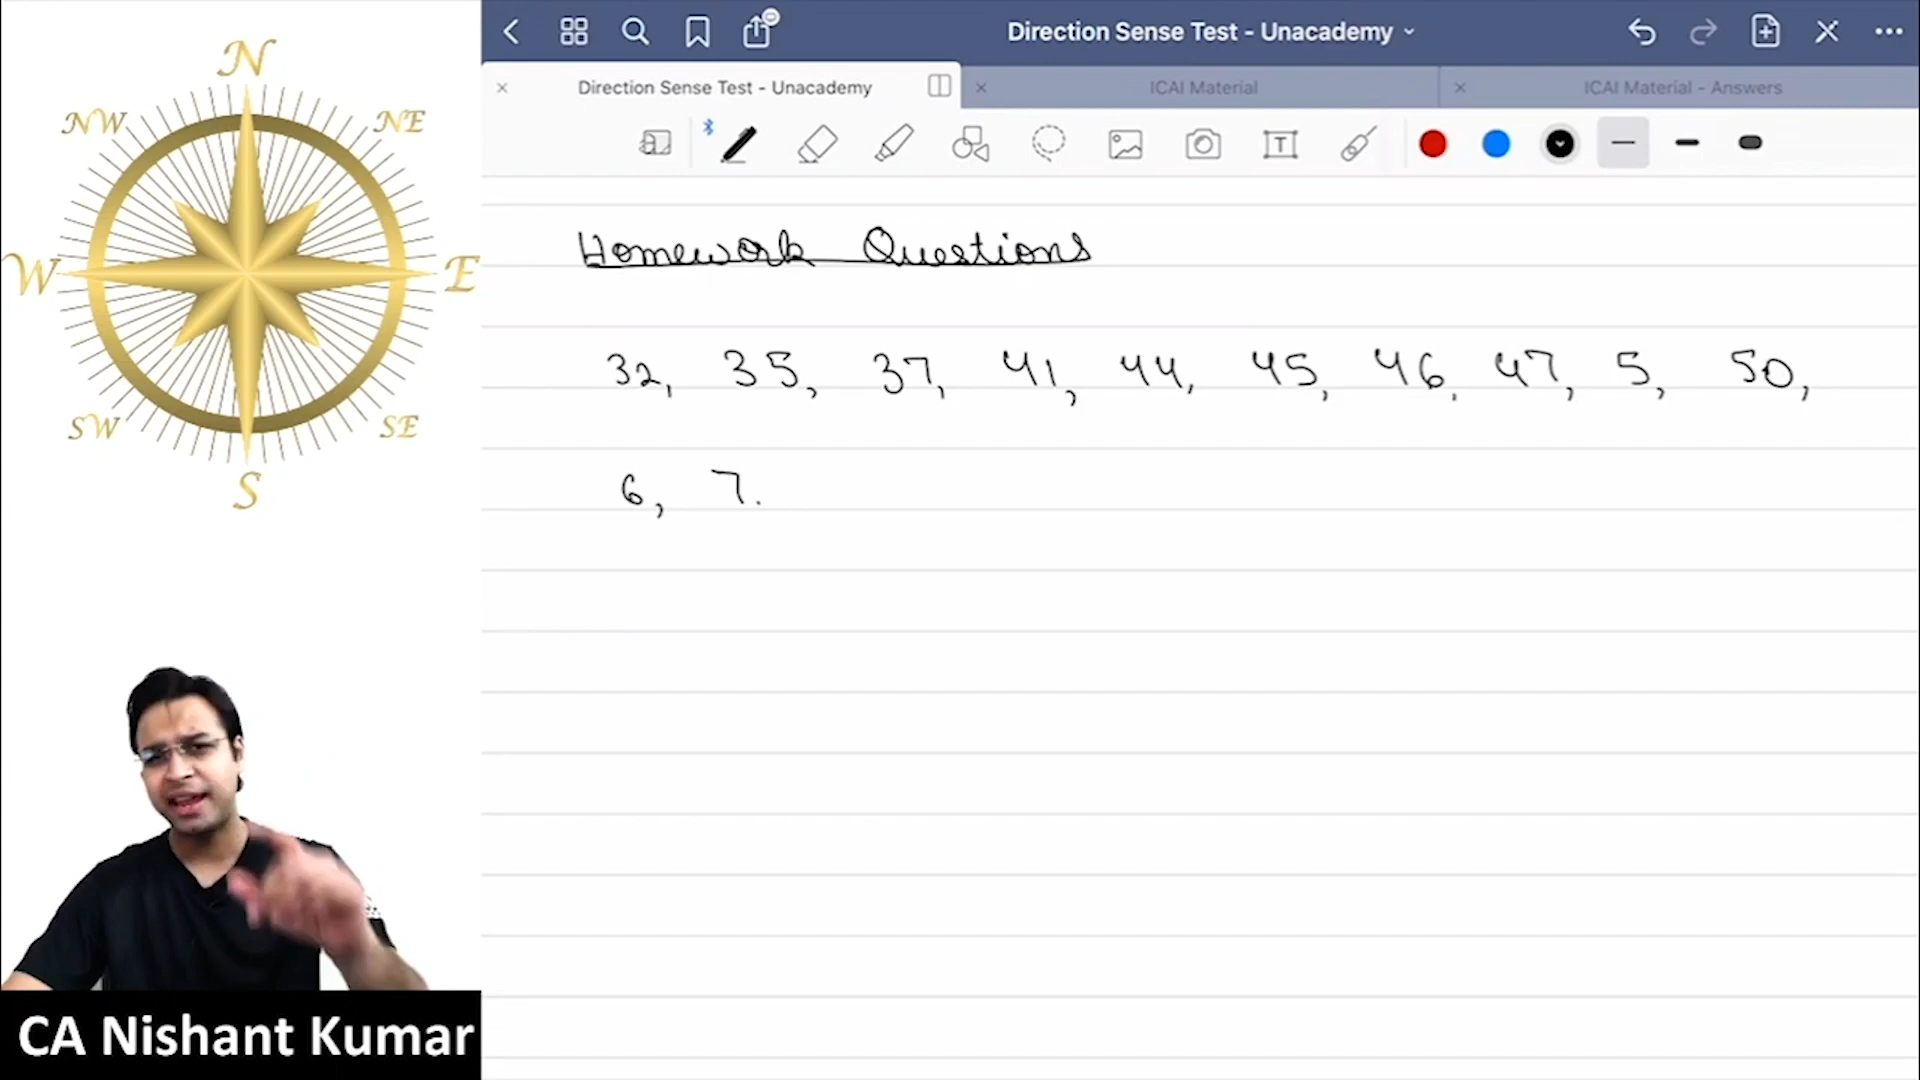 N
NW NE
W E
SW SE
S
CA Nishant Kumar
Direction Sense Test - Unacademy
Direction Sense Test - Unacademy ICAI Material ICAI Material - Answers
T
Homework Questions
32, 35, 37, 41, 44, 45, 46, 47, 5, 50,
6, 7.